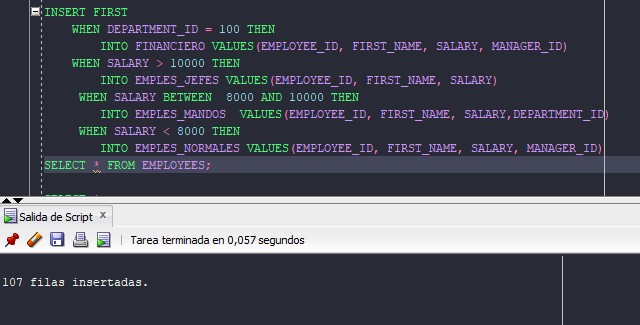 INSERT FIRST
WHEN DEPARTMENT_ID = 100 THEN
INTO FINANCIERO VALUES(EMPLOYEE_ID, FIRST_NAME, SALARY, MANAGER_ID)
WHEN SALARY > 10000 THEN
INTO EMPLES_JEFES VALUES(EMPLOYEE_ID, FIRST_NAME, SALARY)
WHEN SALARY BETWEEN  8000 AND 10000 THEN
INTO EMPLES_MANDOS  VALUES(EMPLOYEE_ID, FIRST_NAME, SALARY,DEPARTMENT_ID)
WHEN SALARY < 8000 THEN
INTO EMPLES_NORMALES VALUES(EMPLOYEE_ID, FIRST_NAME, SALARY, MANAGER_ID)
SELECT * FROM EMPLOYEES;
Salida de Script x
Tarea terminada en 0,057 segundos
107 filas insertadas.